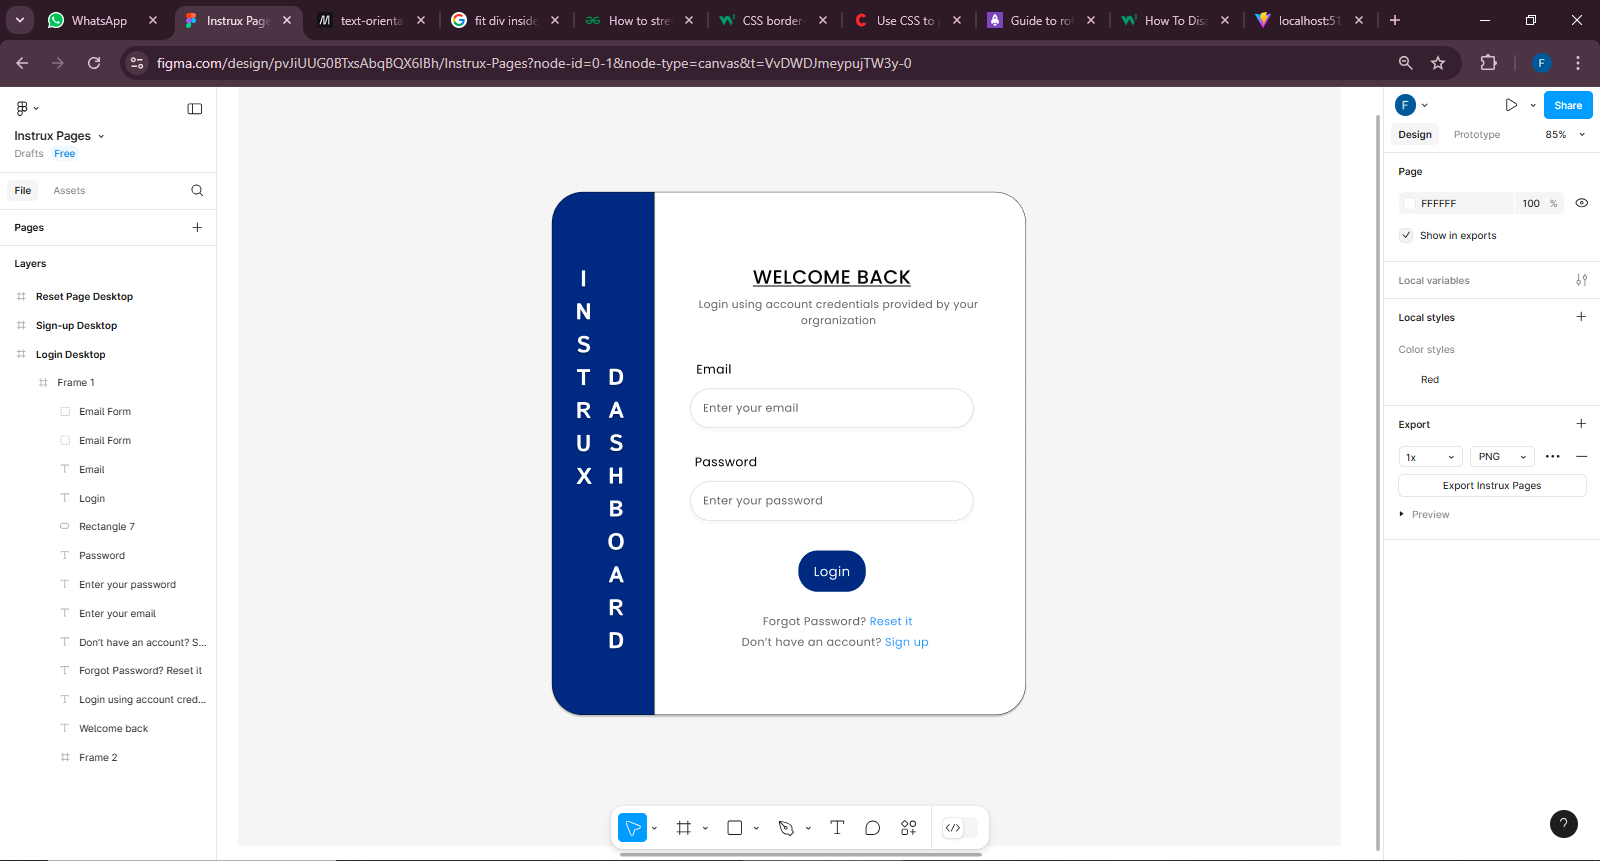 WhatsApp
Instrux Page
text-orienta
fit div inside
How to stre
CSS border-
Use CSS to p
Guide to ro
How To Disa
localhost:51
figma.com/design/pvJiUUG0BTxsAbqBQX6IBh/Instrux-Pages?node-id=0-1&node-type=canvas&t=VvDWDJmeypujTW3y-0
F
Instrux Pages
Drafts Free
File Assets
Pages
Layers
Reset Page Desktop
Sign-up Desktop
Login Desktop
Frame 1
Email Form
Email Form
Email
Login
Rectangle 7
Password
Enter your password
Enter your email
Don't have an account? S...
Forgot Password? Reset it
Login using account cred...
Welcome back
Frame 2
INSTRUX
DASHBOARD
WELCOME BACK
Login using account credentials provided by your
orgranization
Email
Enter your email
Password
Enter your password
Login
Forgot Password? Reset it
Don't have an account? Sign up
F
Share
Design Prototype 85%
Page
FFFFFF 100 %
Show in exports
Local variables
Local styles
Color styles
Red
Export
1x PNG
Export Instrux Pages
Preview
?